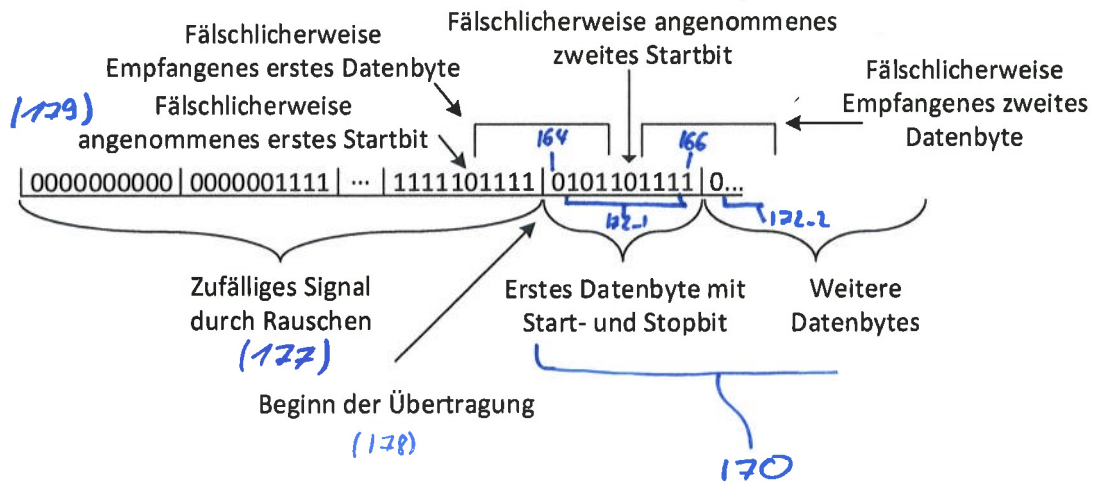 Fälschlicherweise
Empfangenes erstes Datenbyte
Fälschlicherweise angenommenes
zweites Startbit
Fälschlicherweise
Empfangenes zweites
Datenbyte
(179)
Fälschlicherweise
angenommenes erstes Startbit
164
166
|0000000000|0000001111|···|1111101111|0101101111|0...
172-1
172-2
Zufälliges Signal
durch Rauschen
(177)
Erstes Datenbyte mit
Start- und Stopbit
Weitere
Datenbytes
Beginn der Übertragung
(178)
170